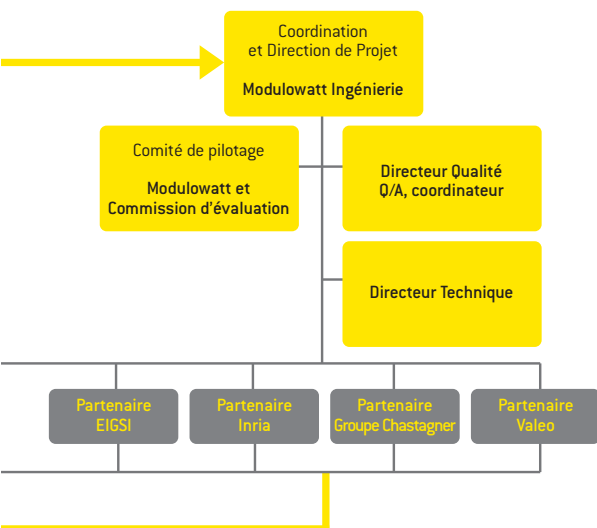 Coordination
et Direction de Projet
Modulowatt Ingénierie
Comité de pilotage
Modulowatt et
Commission d'évaluation
Directeur Qualité
Q/A, coordinateur
Directeur Technique
Partenaire
EIGSI
Partenaire
Inria
Partenaire
Groupe Chastagner
Partenaire
Valeo